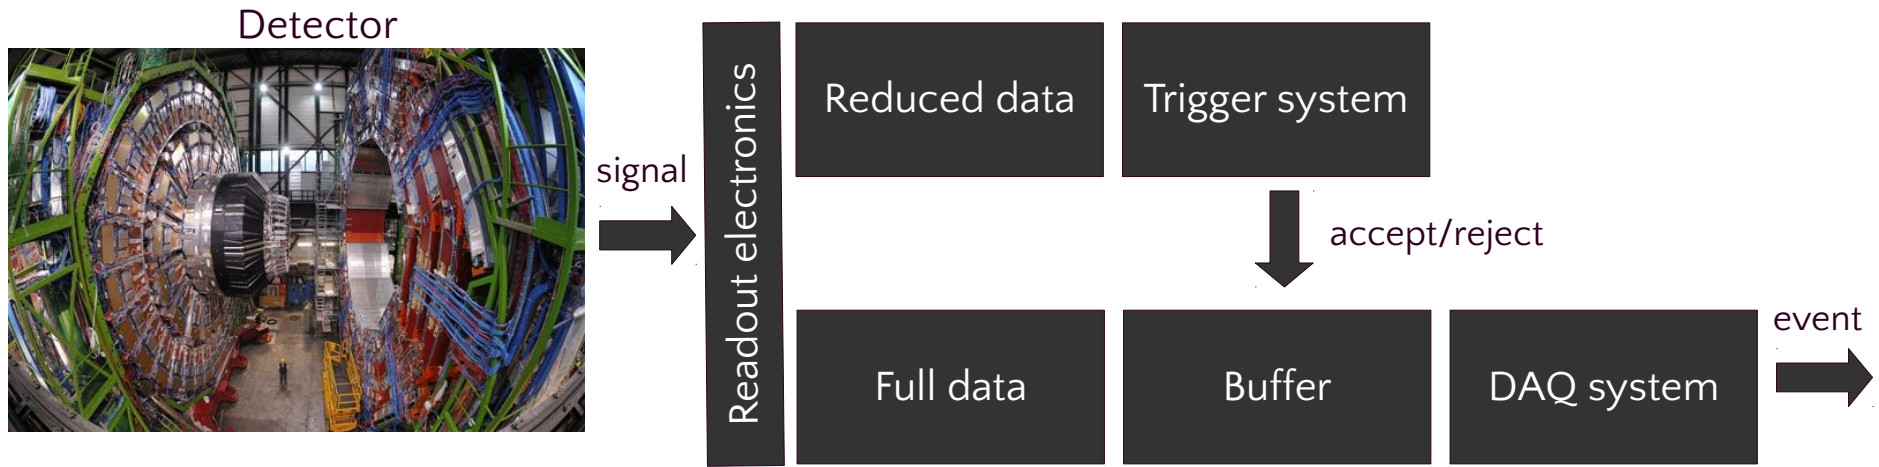 Detector
signal
Readout electronics
Reduced data
Trigger system
accept/reject
Full data
Buffer
DAQ system
event